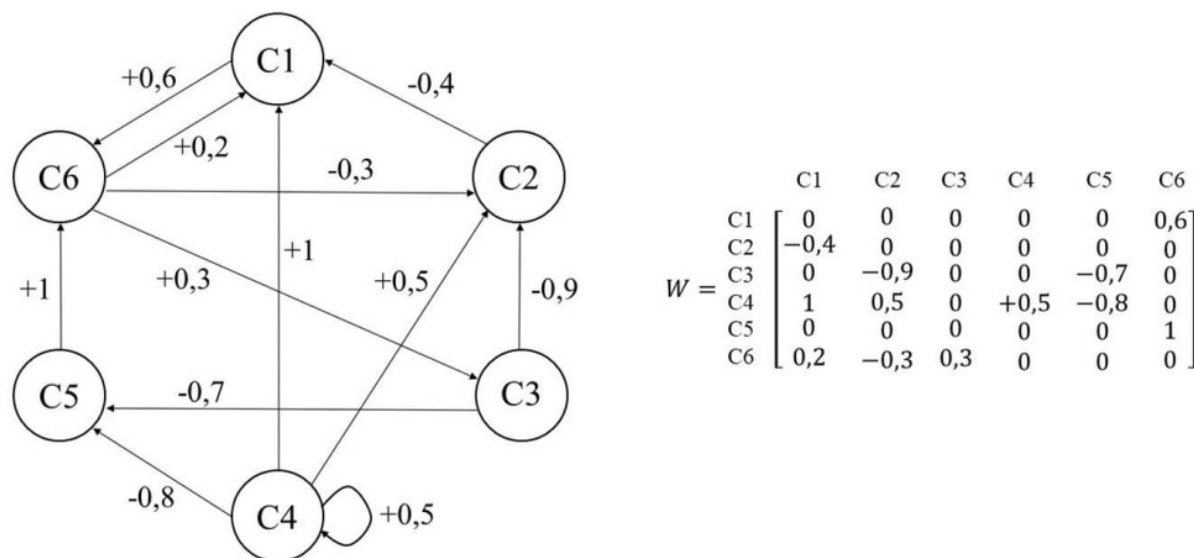 C1
+0,6
-0,4
+0,2
C6
-0,3
C2
+1
+0,3
+0,5
+1
-0,9
C5
-0,7
C3
-0,8
C4
+0,5
C1 C2 C3 C4 C5 C6
C1 0 0 0 0 0 0,6
C2 −0,4 0 0 0 0 0
C3 0 −0,9 0 0 −0,7 0
W = C4 1 0,5 0 +0,5 −0,8 0
C5 0 0 0 0 0 1
C6 0,2 −0,3 0,3 0 0 0